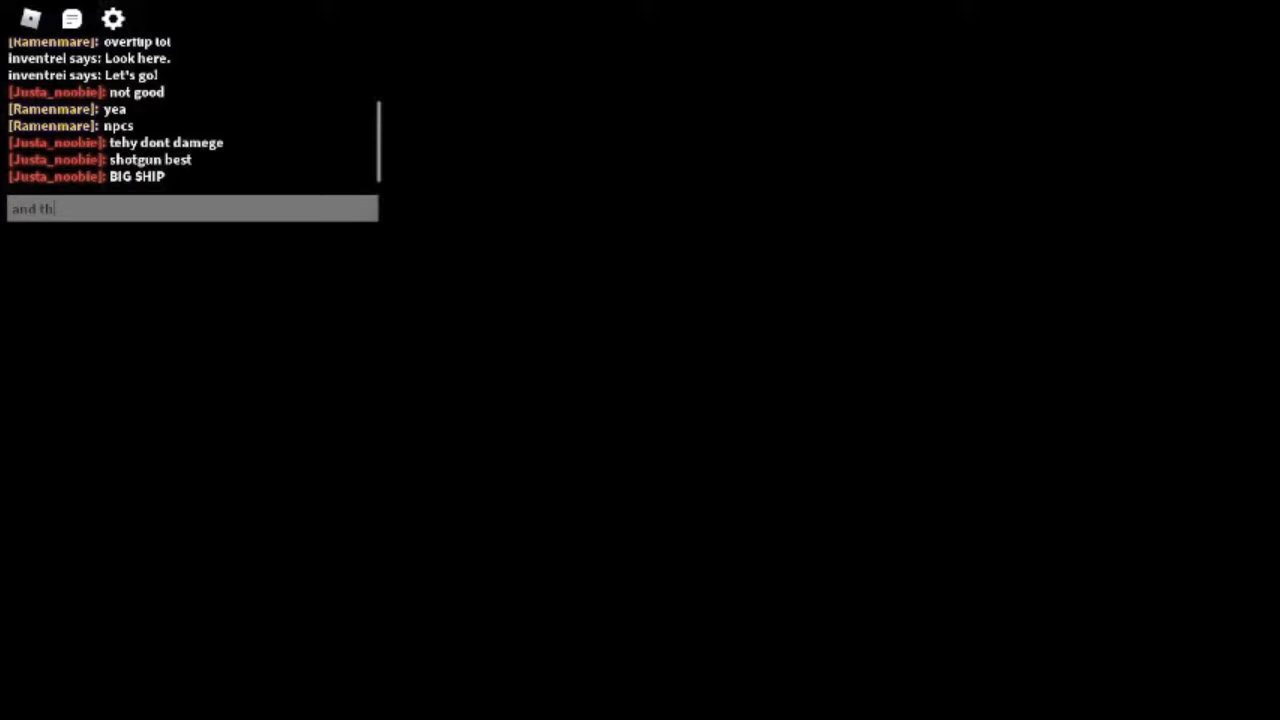 [Ramenmare]: overflip lol
inventrei says: Look here.
inventrei says: Let's go!
[Justa_noobie]: not good
[Ramenmare]: yea
[Ramenmare]: npcs
[Justa_noobie]: tehy dont damege
[Justa_noobie]: shotgun best
[Justa_noobie]: BIG SHIP
and th